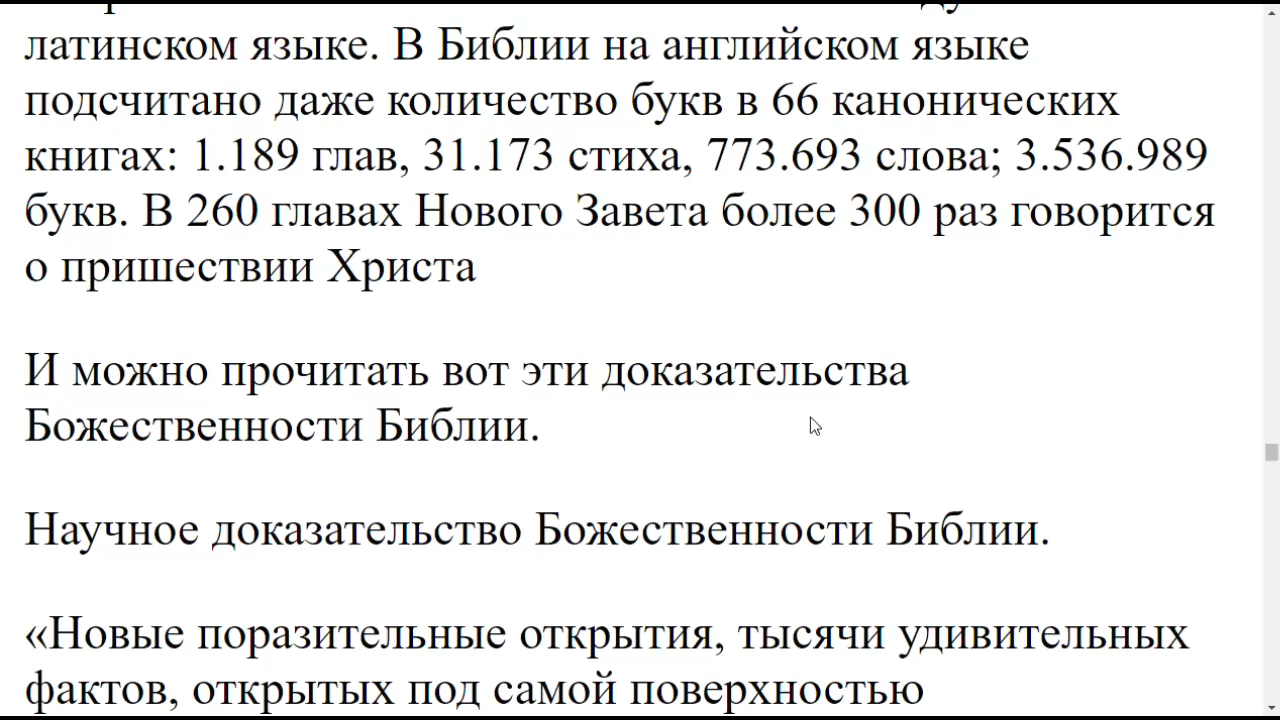 латинском языке. В Библии на английском языке
подсчитано даже количество букв в 66 канонических
книгах: 1.189 глав, 31.173 стиха, 773.693 слова; 3.536.989
букв. В 260 главах Нового Завета более 300 раз говорится
о пришествии Христа
И можно прочитать вот эти доказательства
Божественности Библии.
Научное доказательство Божественности Библии.
«Новые поразительные открытия, тысячи удивительных
фактов, открытых под самой поверхностью